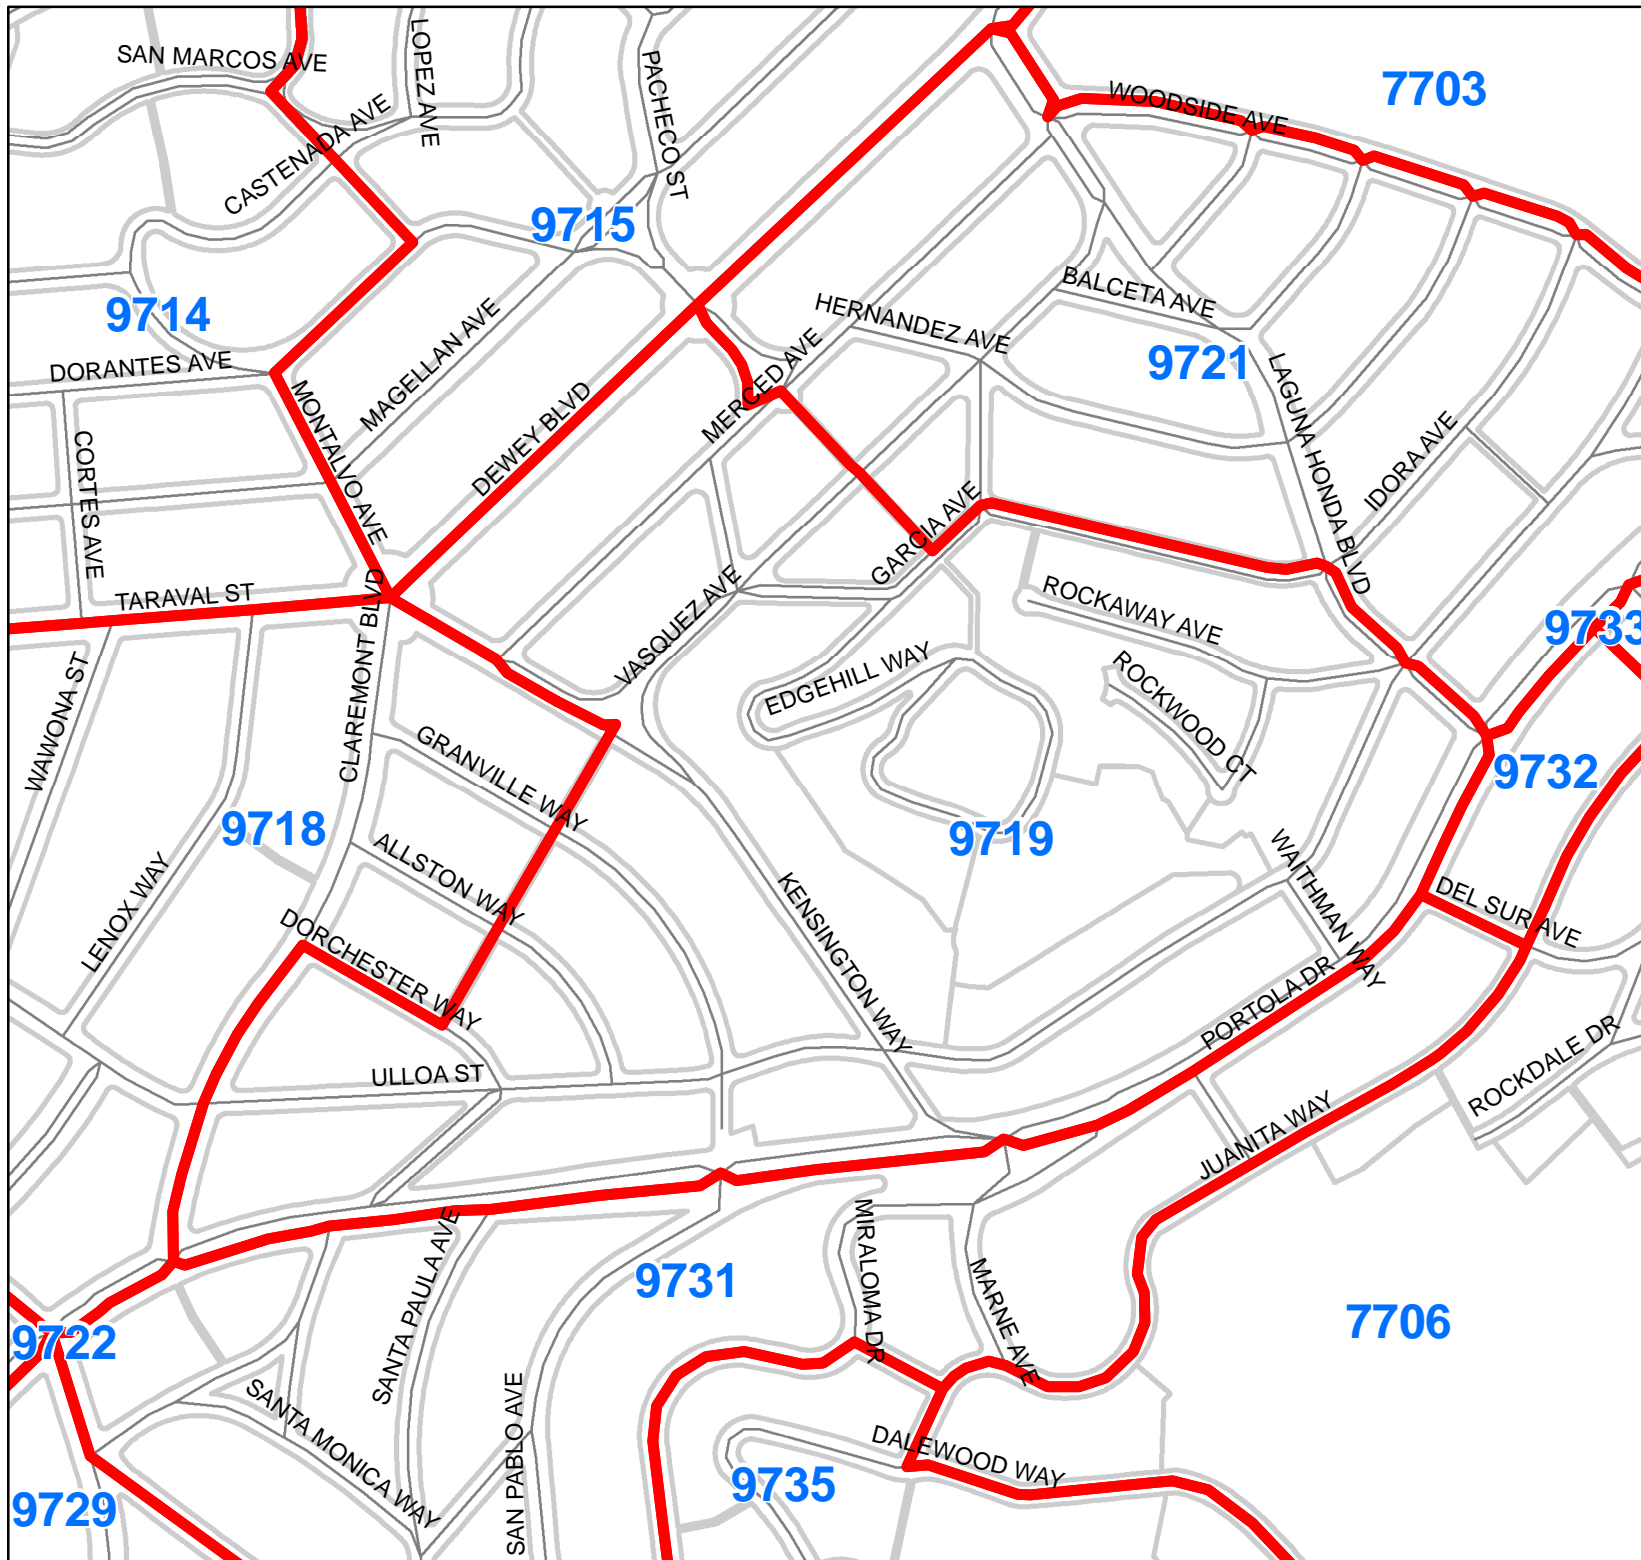 SAN MARCOS AVE
LOPEZ AVE
PACHECO ST
7703
WOODSIDE AVE
CASTENADA AVE
9715
9714
BALCETA AVE
HERNANDEZ AVE
DORANTES AVE
MAGELLAN AVE
MERCED AVE
9721
LAGUNA HONDA BLVD
MONTALVO AVE
DEWEY BLVD
CORTES AVE
IDORA AVE
GARCIA AVE
TARAVAL ST
CLAREMONT BLVD
VASQUEZ AVE
ROCKAWAY AVE
9733
EDGEHILL WAY
ROCKWOOD CT
WAWONA ST
GRANVILLE WAY
9732
9718
9719
ALLSTON WAY
WAITHMAN WAY
LENOX WAY
KENSINGTON WAY
DEL SUR AVE
DORCHESTER WAY
PORTOLA DR
ULLOA ST
ROCKDALE DR
JUANITA WAY
SANTA PAULA AVE
MIRALOMA DR
9731
MARNE AVE
7706
9722
SANTA MONICA WAY
SAN PABLO AVE
DALEWOOD WAY
9735
9729